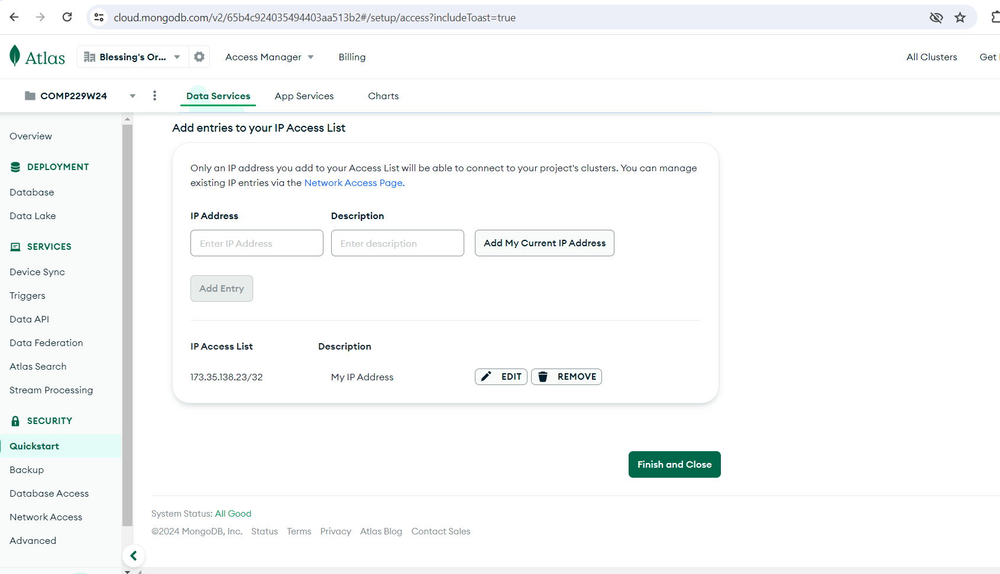 cloud.mongodb.com/v2/65b4c924035494403aa513b2#/setup/access?includeToast=true
Atlas
Blessing's Or...
Access Manager
Billing
All Clusters
Get
COMP229W24
Data Services
App Services
Charts
Overview
DEPLOYMENT
Database
Data Lake
SERVICES
Device Sync
Triggers
Data API
Data Federation
Atlas Search
Stream Processing
SECURITY
Quickstart
Backup
Database Access
Network Access
Advanced
Add entries to your IP Access List
Only an IP address you add to your Access List will be able to connect to your project's clusters. You can manage
existing IP entries via the Network Access Page.
IP Address
Description
Enter IP Address
Enter description
Add My Current IP Address
Add Entry
IP Access List
Description
173.35.138.23/32
My IP Address
EDIT
REMOVE
Finish and Close
System Status: All Good
©2024 MongoDB, Inc.
Status
Terms
Privacy
Atlas Blog
Contact Sales